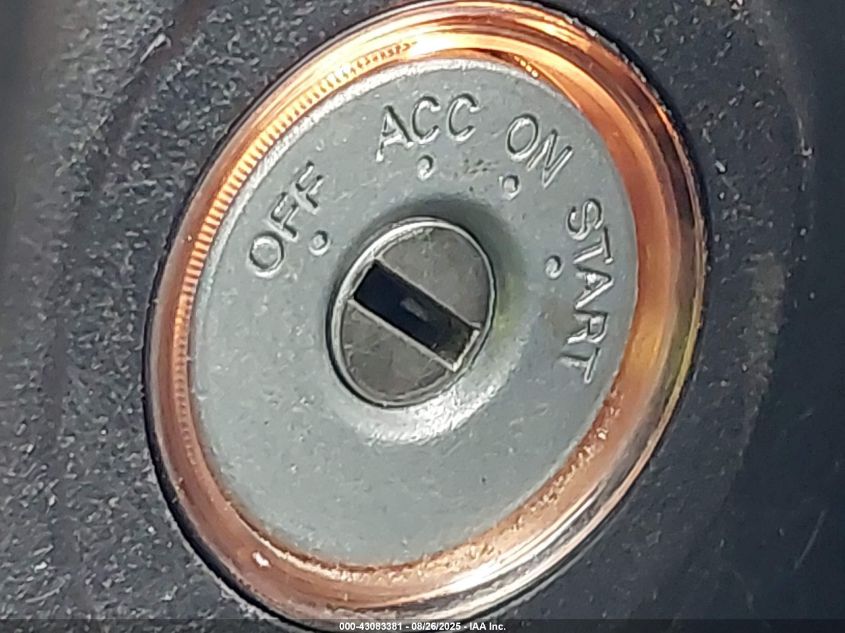 OFF
ACC
ON
START
000-43083381 - 08/26/2025 - IAA Inc.